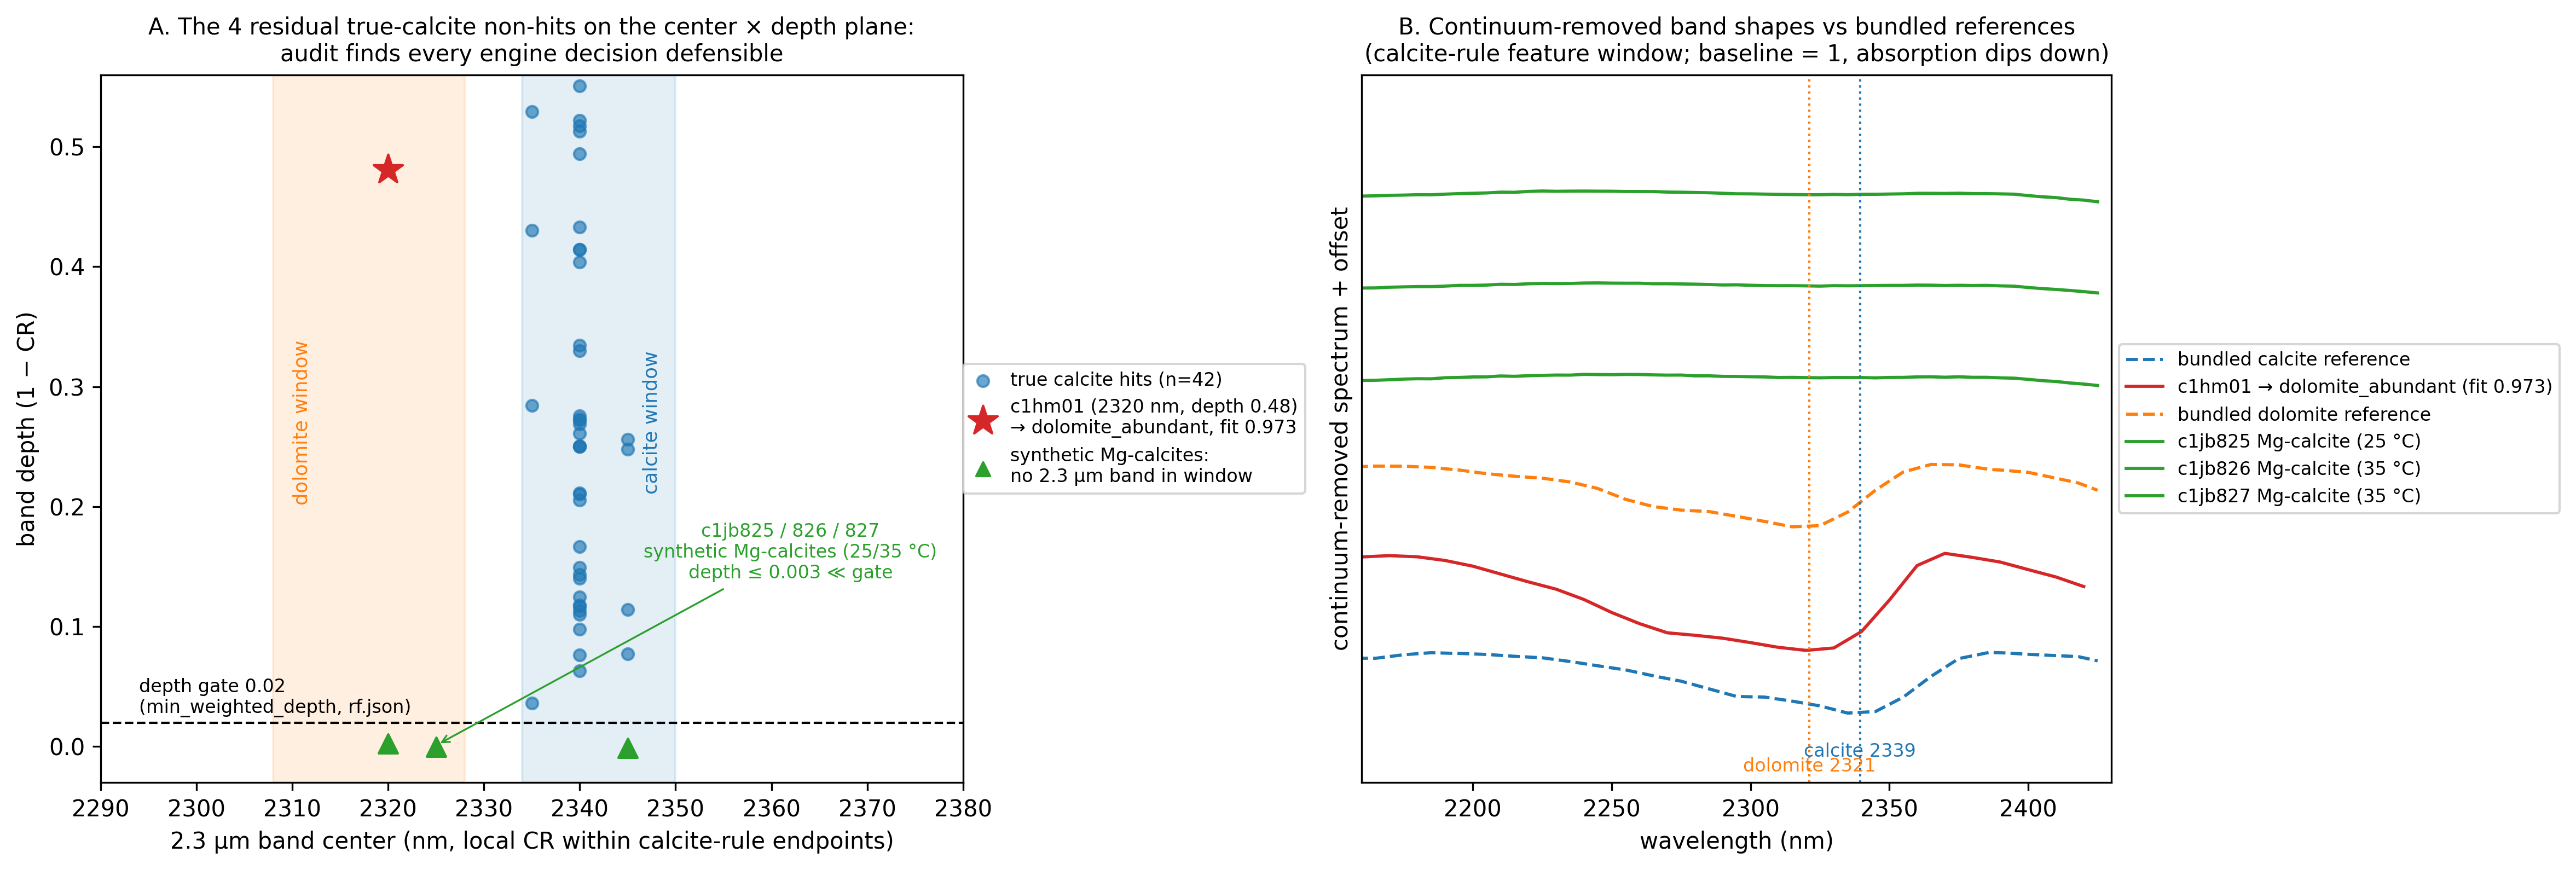 A. The 4 residual true-calcite non-hits on the center × depth plane:
audit finds every engine decision defensible
band depth (1 − CR)
0.5
0.4
0.3
0.2
0.1
0.0
dolomite window
calcite window
c1jb825 / 826 / 827
synthetic Mg-calcites (25/35 °C)
depth ≤ 0.003 ≪ gate
depth gate 0.02
(min_weighted_depth, rf.json)
2290 2300 2310 2320 2330 2340 2350 2360 2370 2380
2.3 µm band center (nm, local CR within calcite-rule endpoints)
true calcite hits (n=42)
c1hm01 (2320 nm, depth 0.48)
→ dolomite_abundant, fit 0.973
synthetic Mg-calcites:
no 2.3 µm band in window
B. Continuum-removed band shapes vs bundled references
(calcite-rule feature window; baseline = 1, absorption dips down)
continuum-removed spectrum + offset
calcite 2339
dolomite 2321
2200 2250 2300 2350 2400
wavelength (nm)
bundled calcite reference
c1hm01 → dolomite_abundant (fit 0.973)
bundled dolomite reference
c1jb825 Mg-calcite (25 °C)
c1jb826 Mg-calcite (35 °C)
c1jb827 Mg-calcite (35 °C)